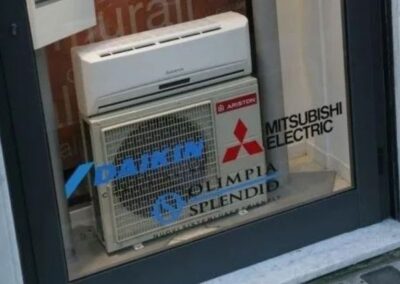 ARISTON
MITSUBISHI
ELECTRIC
DAIKIN
OLIMPIA
SPLENDID